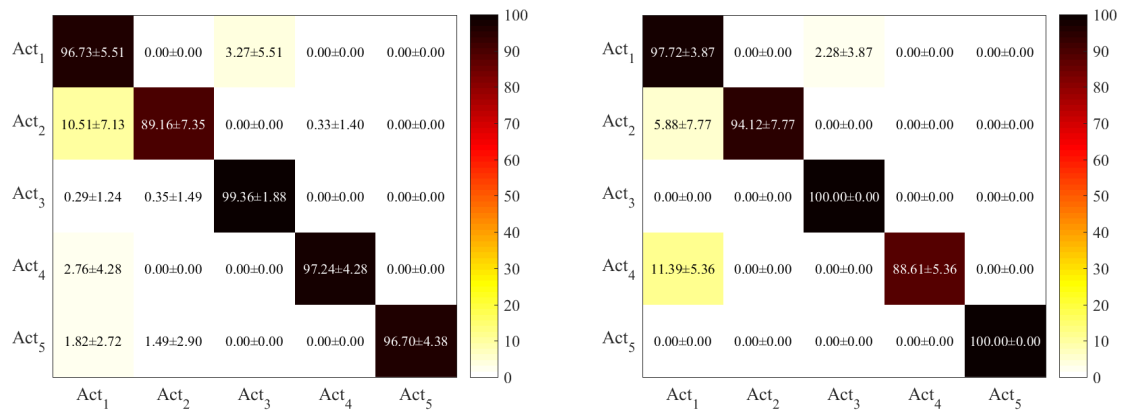 Act1 96.73±5.51 0.00±0.00 3.27±5.51 0.00±0.00 0.00±0.00
Act2 10.51±7.13 89.16±7.35 0.00±0.00 0.33±1.40 0.00±0.00
Act3 0.29±1.24 0.35±1.49 99.36±1.88 0.00±0.00 0.00±0.00
Act4 2.76±4.28 0.00±0.00 0.00±0.00 97.24±4.28 0.00±0.00
Act5 1.82±2.72 1.49±2.90 0.00±0.00 0.00±0.00 96.70±4.38
Act1 Act2 Act3 Act4 Act5
100
90
80
70
60
50
40
30
20
10
0
Act1 97.72±3.87 0.00±0.00 2.28±3.87 0.00±0.00 0.00±0.00
Act2 5.88±7.77 94.12±7.77 0.00±0.00 0.00±0.00 0.00±0.00
Act3 0.00±0.00 0.00±0.00 100.00±0.00 0.00±0.00 0.00±0.00
Act4 11.39±5.36 0.00±0.00 0.00±0.00 88.61±5.36 0.00±0.00
Act5 0.00±0.00 0.00±0.00 0.00±0.00 0.00±0.00 100.00±0.00
Act1 Act2 Act3 Act4 Act5
100
90
80
70
60
50
40
30
20
10
0